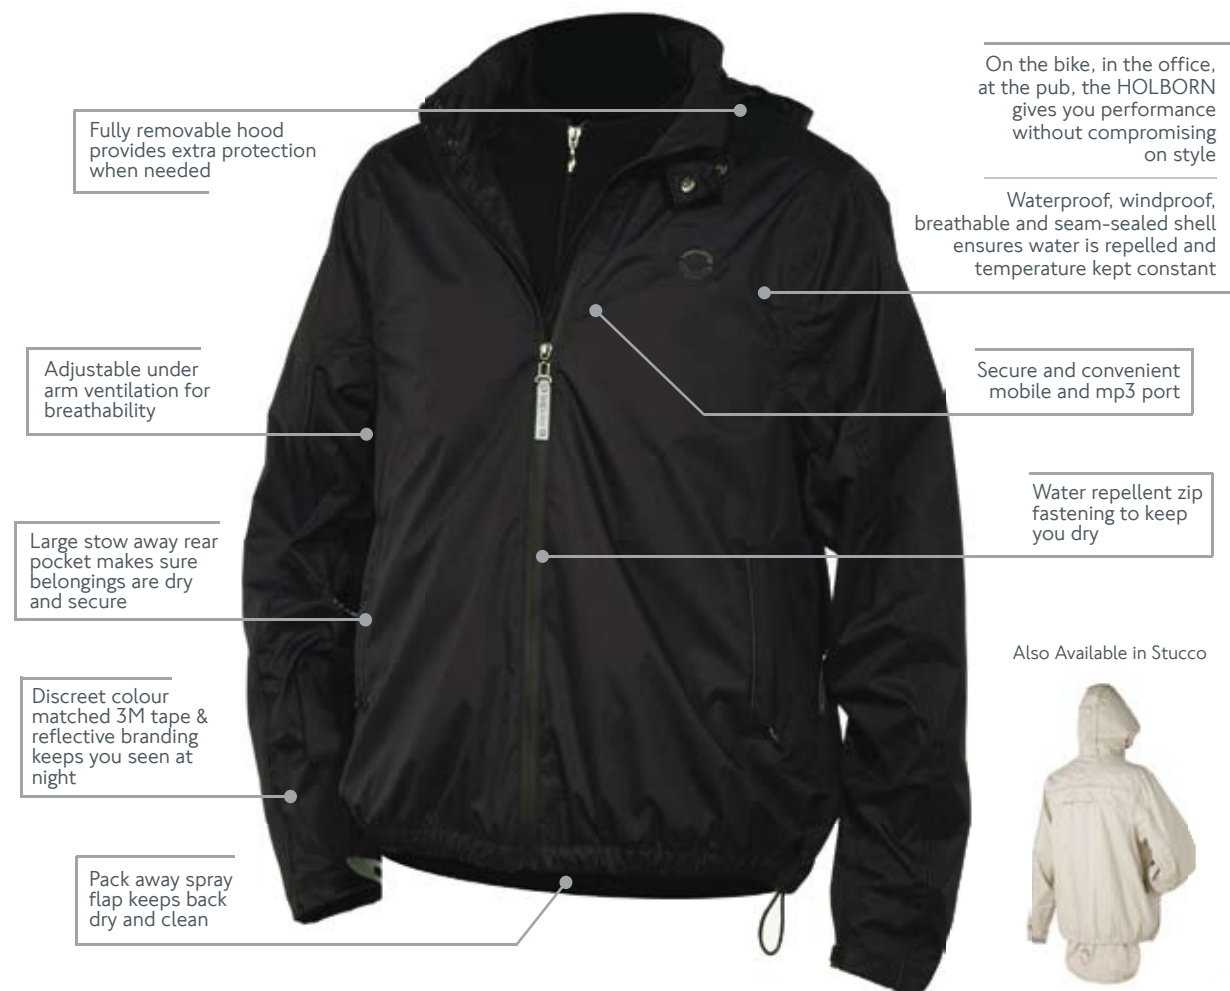 Fully removable hood
provides extra protection
when needed
Adjustable under
arm ventilation for
breathability
Large stow away rear
pocket makes sure
belongings are dry
and secure
Discreet colour
matched 3M tape &
reflective branding
keeps you seen at
night
Pack away spray
flap keeps back
dry and clean
On the bike, in the office,
at the pub, the HOLBORN
gives you performance
without compromising
on style
Waterproof, windproof,
breathable and seam-sealed shell
ensures water is repelled and
temperature kept constant
Secure and convenient
mobile and mp3 port
Water repellent zip
fastening to keep
you dry
Also Available in Stucco